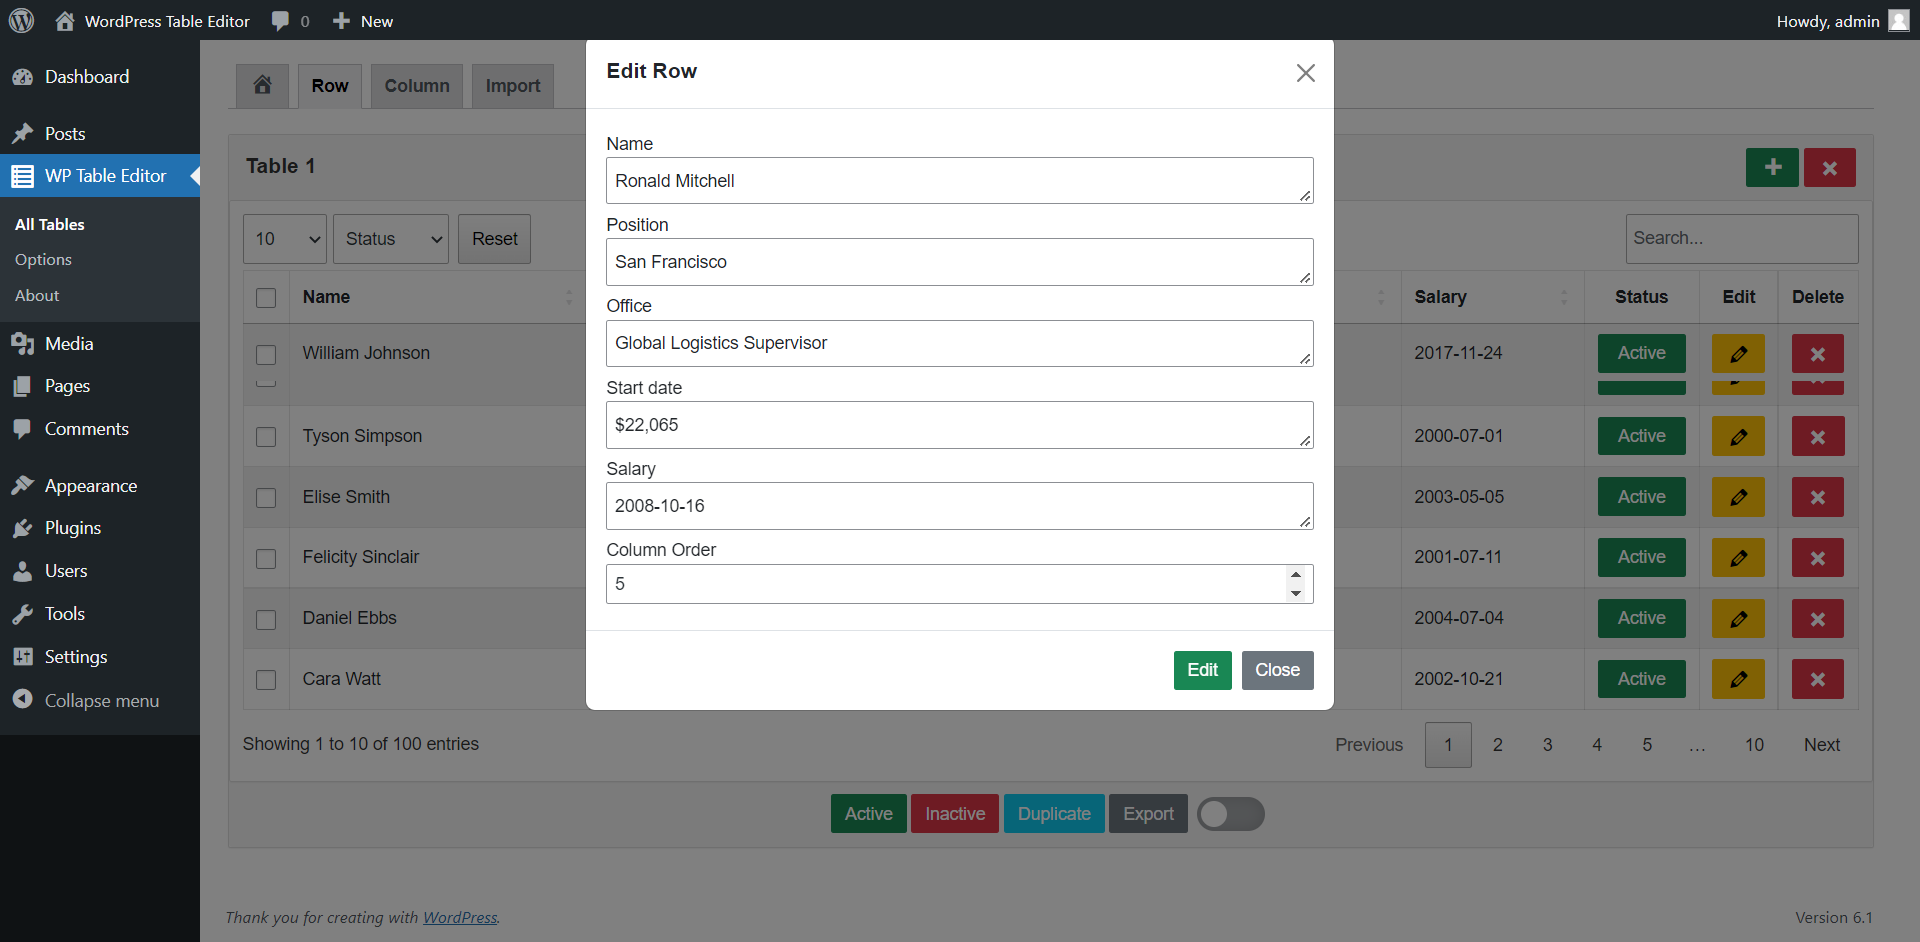 WordPress Table Editor 0 New Howdy, admin
Dashboard
Posts
WP Table Editor
All Tables
Options
About
Media
Pages
Comments
Appearance
Plugins
Users
Tools
Settings
Collapse menu
Row Column Import
Table 1
10 Status Reset Search...
Name Salary Status Edit Delete
William Johnson 2017-11-24 Active
Tyson Simpson 2000-07-01 Active
Elise Smith 2003-05-05 Active
Felicity Sinclair 2001-07-11 Active
Daniel Ebbs 2004-07-04 Active
Cara Watt 2002-10-21 Active
Showing 1 to 10 of 100 entries Previous 1 2 3 4 5 ... 10 Next
Active Inactive Duplicate Export
Edit Row
Name
Ronald Mitchell
Position
San Francisco
Office
Global Logistics Supervisor
Start date
$22,065
Salary
2008-10-16
Column Order
5
Edit Close
Thank you for creating with WordPress. Version 6.1